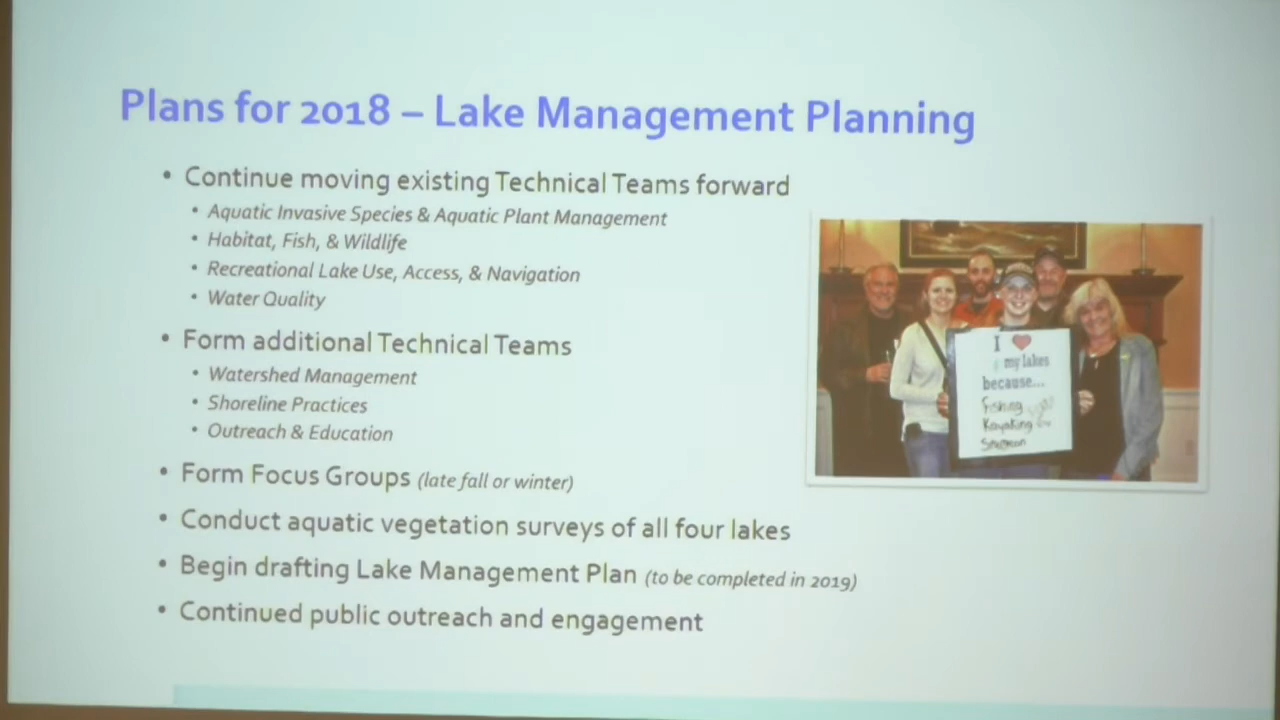 Plans for 2018 – Lake Management Planning
• Continue moving existing Technical Teams forward
• Aquatic Invasive Species & Aquatic Plant Management
• Habitat, Fish, & Wildlife
• Recreational Lake Use, Access, & Navigation
• Water Quality
• Form additional Technical Teams
• Watershed Management
• Shoreline Practices
• Outreach & Education
• Form Focus Groups (late fall or winter)
• Conduct aquatic vegetation surveys of all four lakes
• Begin drafting Lake Management Plan (to be completed in 2019)
• Continued public outreach and engagement
I ❤
my lakes
because...
Fishing
Kayaking